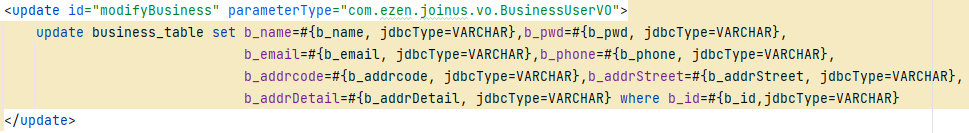 <update id="modifyBusiness" parameterType="com.ezen.joinus.vo.BusinessUserVO">
update business_table set b_name=#{b_name, jdbcType=VARCHAR},b_pwd=#{b_pwd, jdbcType=VARCHAR},
b_email=#{b_email, jdbcType=VARCHAR},b_phone=#{b_phone, jdbcType=VARCHAR},
b_addrcode=#{b_addrcode, jdbcType=VARCHAR},b_addrStreet=#{b_addrStreet, jdbcType=VARCHAR},
b_addrDetail=#{b_addrDetail, jdbcType=VARCHAR} where b_id=#{b_id,jdbcType=VARCHAR}
</update>